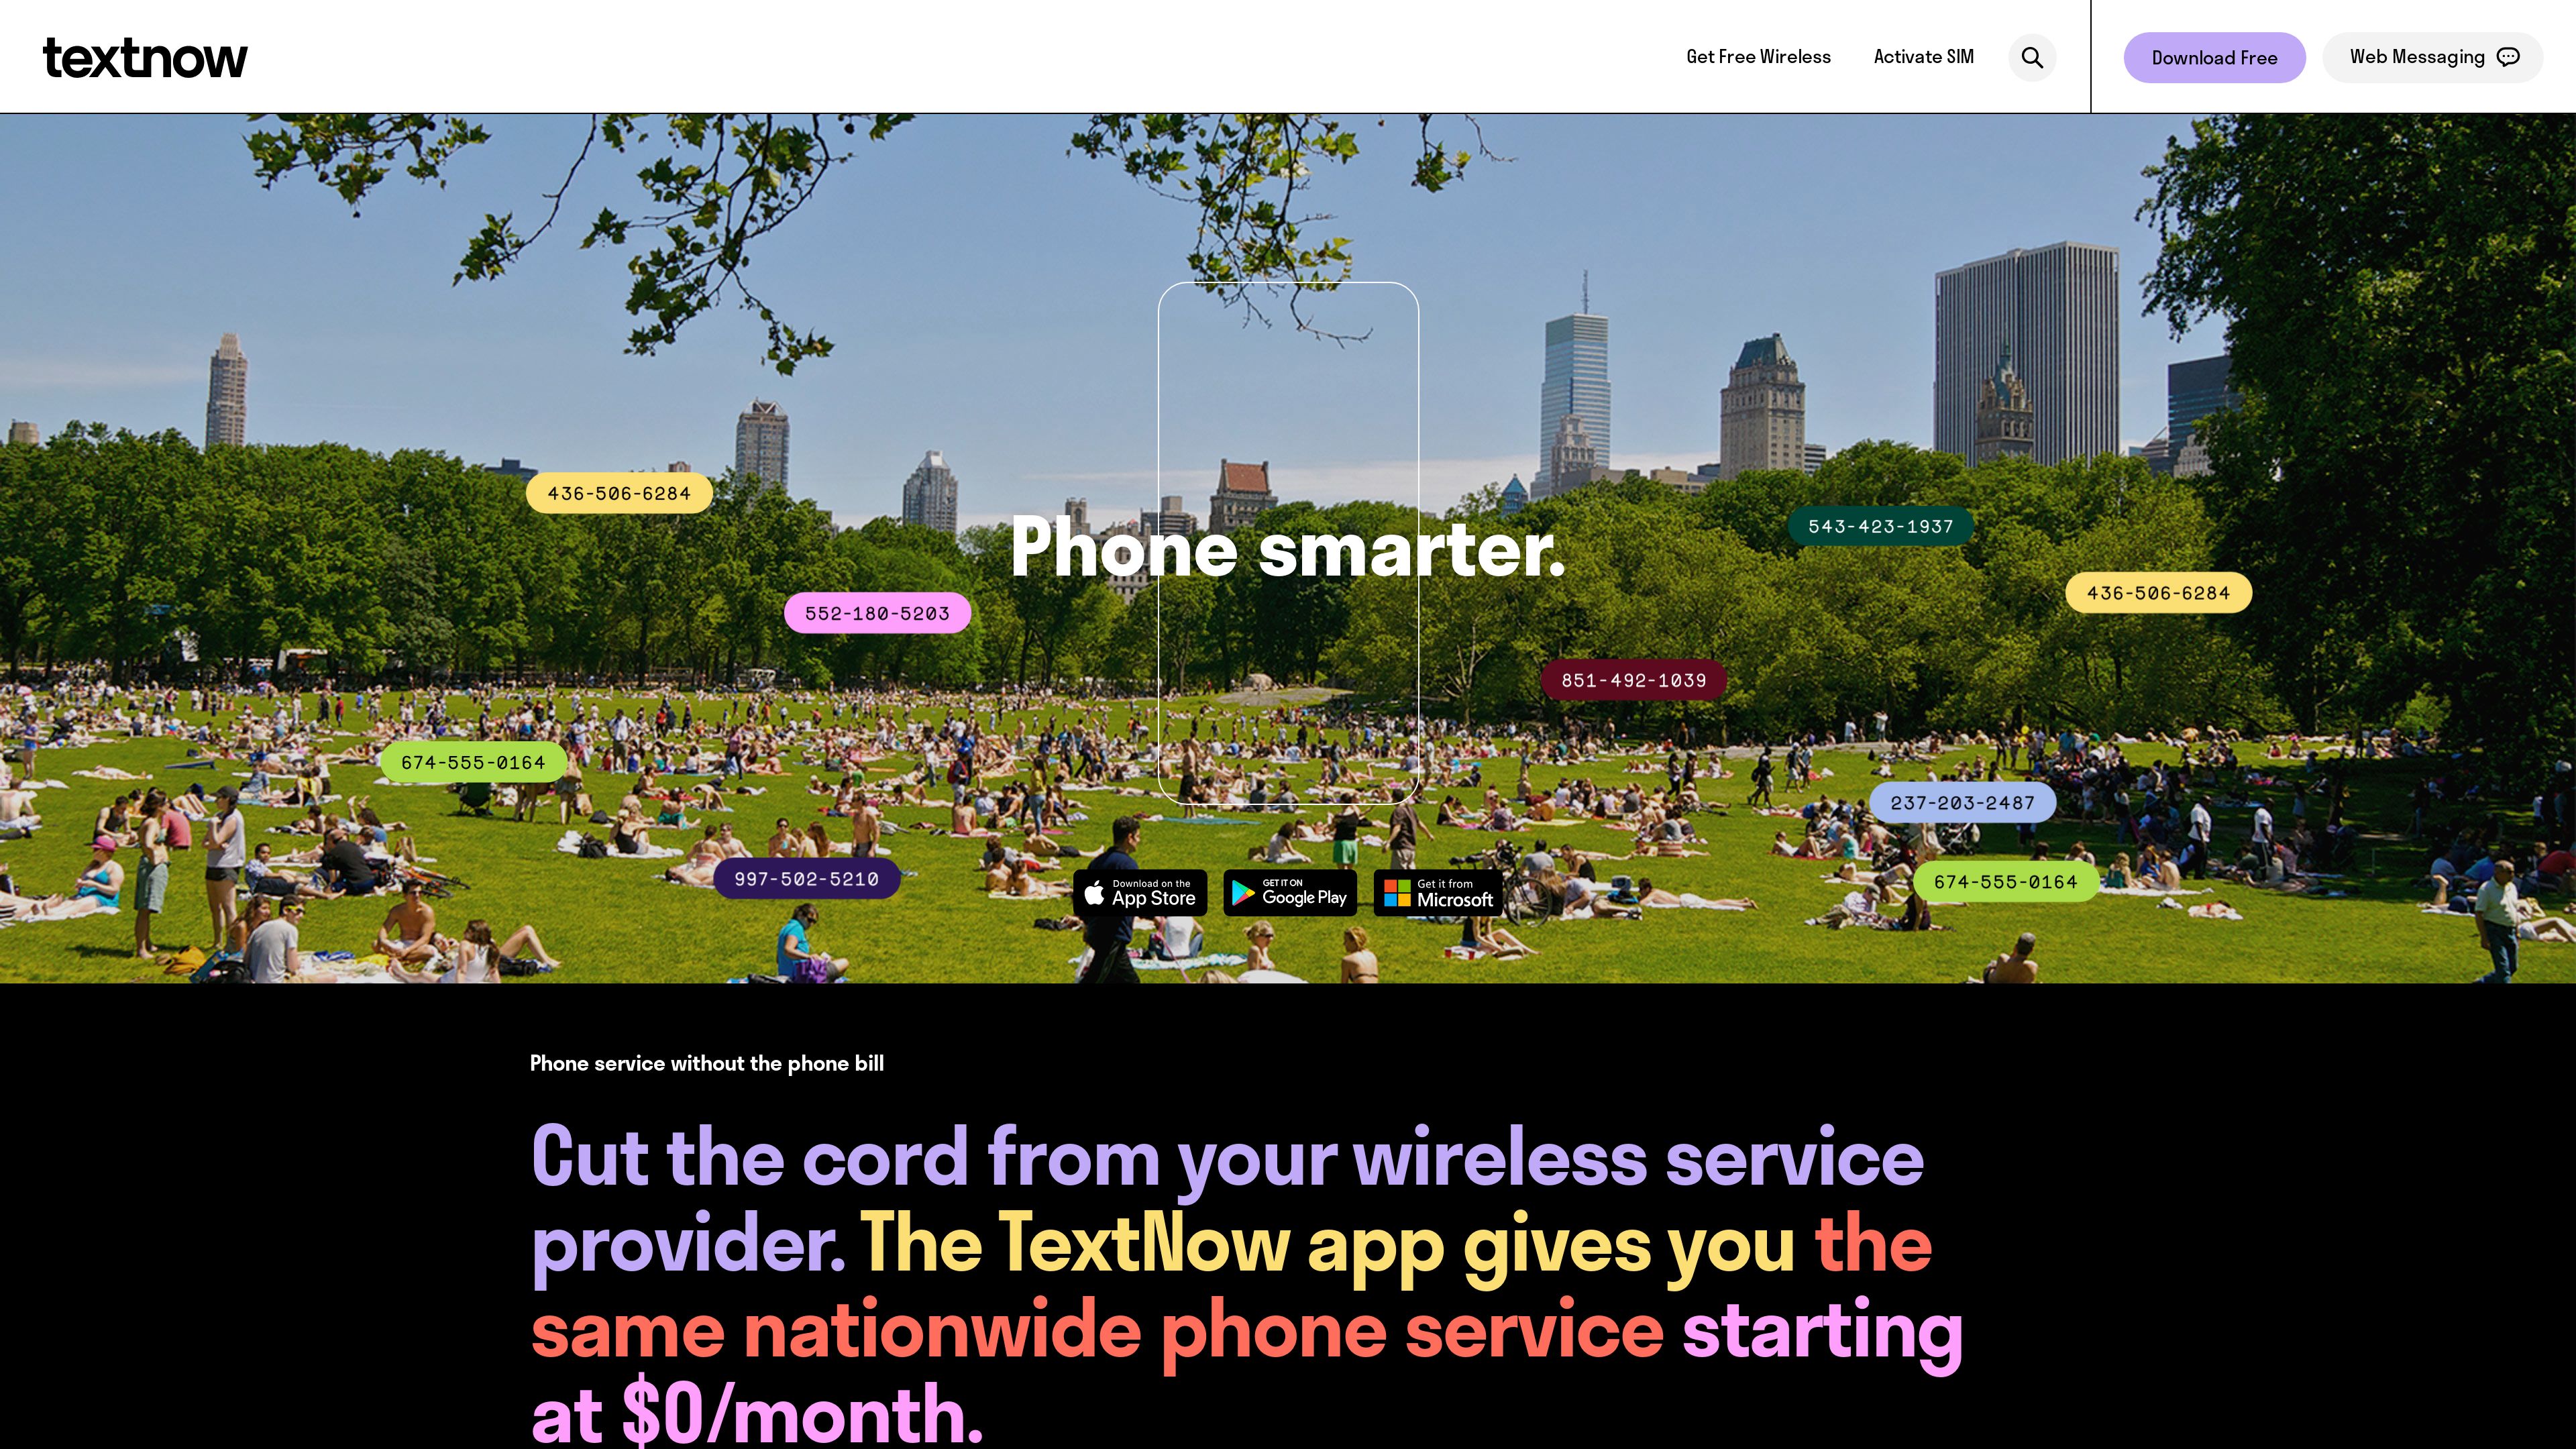 textnow
Get Free Wireless
Activate SIM
Download Free
Web Messaging
436-506-6284
543-423-1937
Phone smarter.
436-506-6284
552-180-5203
851-492-1039
674-555-0164
237-203-2487
997-502-5210
674-555-0164
Download on the
App Store
GET IT ON
Google Play
Get it from
Microsoft
Phone service without the phone bill
Cut the cord from your wireless service
provider. The TextNow app gives you the
same nationwide phone service starting
at $0/month.